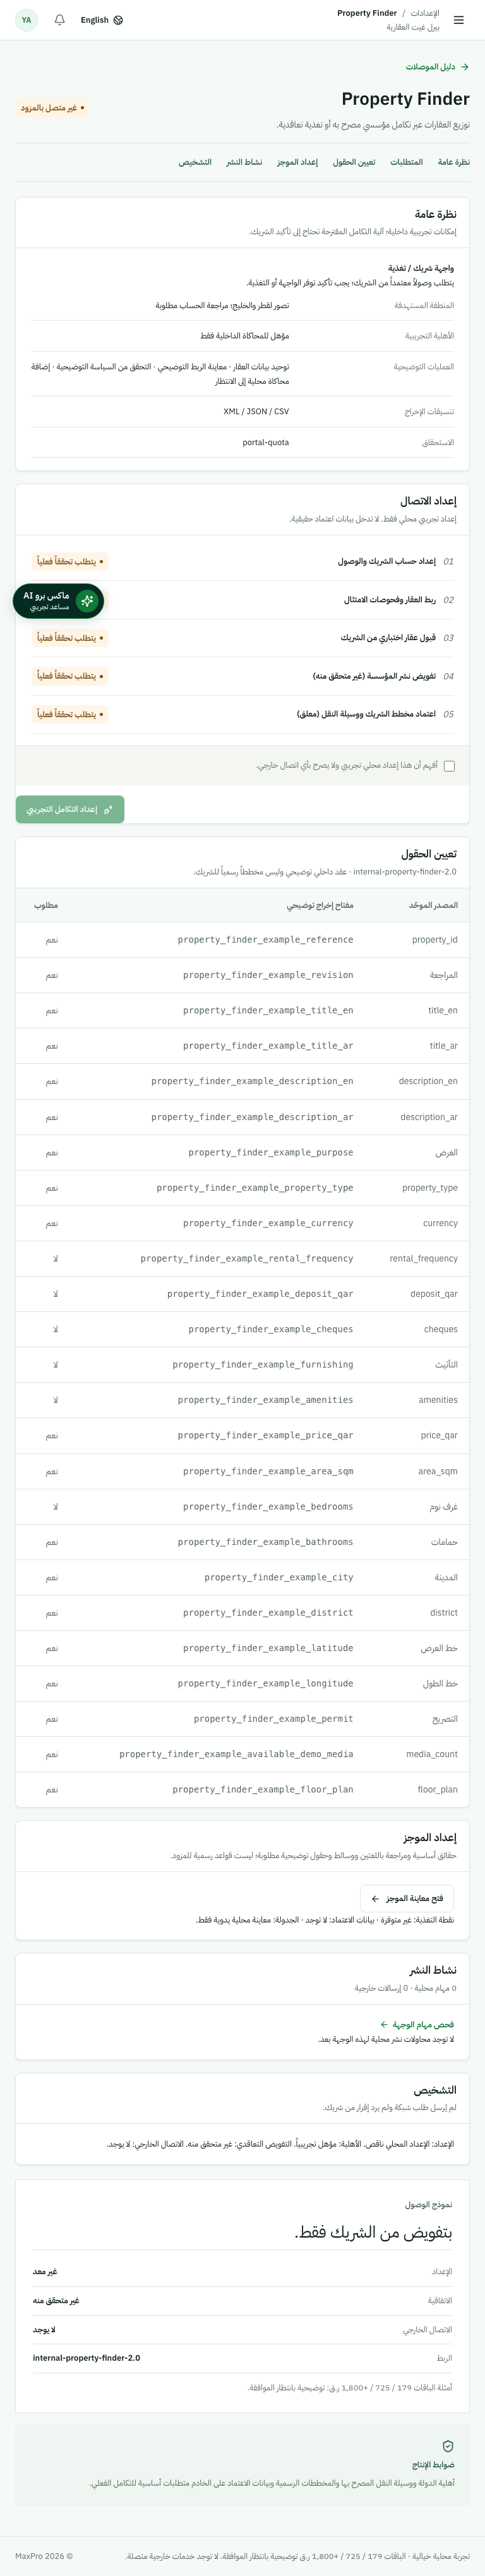 الإعدادات / Property Finder
بيرل غيت العقارية
English
YA
دليل الموصلات
Property Finder
غير متصل بالمزود
توزيع العقارات عبر تكامل مؤسسي مصرح به أو تغذية تعاقدية.
نظرة عامة المتطلبات تعيين الحقول إعداد الموجز نشاط النشر التشخيص
نظرة عامة
إمكانات تجريبية داخلية؛ آلية التكامل المقترحة تحتاج إلى تأكيد الشريك.
واجهة شريك / تغذية
يتطلب وصولاً معتمداً من الشريك؛ يجب تأكيد توفر الواجهة أو التغذية.
المنطقة المستهدفة تصور لقطر والخليج؛ مراجعة الحساب مطلوبة
الأهلية التجريبية مؤهل للمحاكاة الداخلية فقط
العمليات التوضيحية توحيد بيانات العقار · معاينة الربط التوضيحي · التحقق من السياسة التوضيحية · إضافة
محاكاة محلية إلى الانتظار
تنسيقات الإخراج XML / JSON / CSV
الاستحقاق portal-quota
إعداد الاتصال
إعداد تجريبي محلي فقط. لا تدخل بيانات اعتماد حقيقية.
01 إعداد حساب الشريك والوصول يتطلب تحققاً فعلياً
02 ربط العقار وفحوصات الامتثال
ماكس برو AI
مساعد تجريبي
03 قبول عقار اختباري من الشريك يتطلب تحققاً فعلياً
04 تفويض نشر المؤسسة (غير متحقق منه) يتطلب تحققاً فعلياً
05 اعتماد مخطط الشريك ووسيلة النقل (معلق) يتطلب تحققاً فعلياً
أفهم أن هذا إعداد محلي تجريبي ولا يصرح بأي اتصال خارجي.
إعداد التكامل التجريبي
تعيين الحقول
internal-property-finder-2.0 · عقد داخلي توضيحي وليس مخططاً رسمياً للشريك.
المصدر الموحّد مفتاح إخراج توضيحي مطلوب
property_id property_finder_example_reference نعم
المراجعة property_finder_example_revision نعم
title_en property_finder_example_title_en نعم
title_ar property_finder_example_title_ar نعم
description_en property_finder_example_description_en نعم
description_ar property_finder_example_description_ar نعم
الغرض property_finder_example_purpose نعم
property_type property_finder_example_property_type نعم
currency property_finder_example_currency نعم
rental_frequency property_finder_example_rental_frequency لا
deposit_qar property_finder_example_deposit_qar لا
cheques property_finder_example_cheques لا
التأثيث property_finder_example_furnishing لا
amenities property_finder_example_amenities لا
price_qar property_finder_example_price_qar نعم
area_sqm property_finder_example_area_sqm نعم
غرف نوم property_finder_example_bedrooms لا
حمامات property_finder_example_bathrooms نعم
المدينة property_finder_example_city نعم
district property_finder_example_district نعم
خط العرض property_finder_example_latitude نعم
خط الطول property_finder_example_longitude نعم
التصريح property_finder_example_permit نعم
media_count property_finder_example_available_demo_media نعم
floor_plan property_finder_example_floor_plan نعم
إعداد الموجز
حقائق أساسية ومراجعة باللغتين ووسائط وحقول توضيحية مطلوبة؛ ليست قواعد رسمية للمزود.
فتح معاينة الموجز
نقطة التغذية: غير متوفرة · بيانات الاعتماد: لا توجد · الجدولة: معاينة محلية يدوية فقط.
نشاط النشر
0 مهام محلية · 0 إرسالات خارجية
فحص مهام الوجهة
لا توجد محاولات نشر محلية لهذه الوجهة بعد.
التشخيص
لم يُرسل طلب شبكة ولم يرد إقرار من شريك.
الإعداد: الإعداد المحلي ناقص. الأهلية: مؤهل تجريبياً. التفويض التعاقدي: غير متحقق منه. الاتصال الخارجي: لا يوجد.
نموذج الوصول
بتفويض من الشريك فقط.
الإعداد غير معد
الاتفاقية غير متحقق منه
الاتصال الخارجي لا يوجد
الربط internal-property-finder-2.0
أمثلة الباقات 179 / 725 / +1,800 ر.ق: توضيحية بانتظار الموافقة.
ضوابط الإنتاج
أهلية الدولة ووسيلة النقل المصرح بها والمخططات الرسمية وبيانات الاعتماد على الخادم متطلبات أساسية للتكامل الفعلي.
تجربة محلية خيالية · الباقات 179 / 725 / +1,800 ر.ق توضيحية بانتظار الموافقة. لا توجد خدمات خارجية متصلة.
© 2026 MaxPro